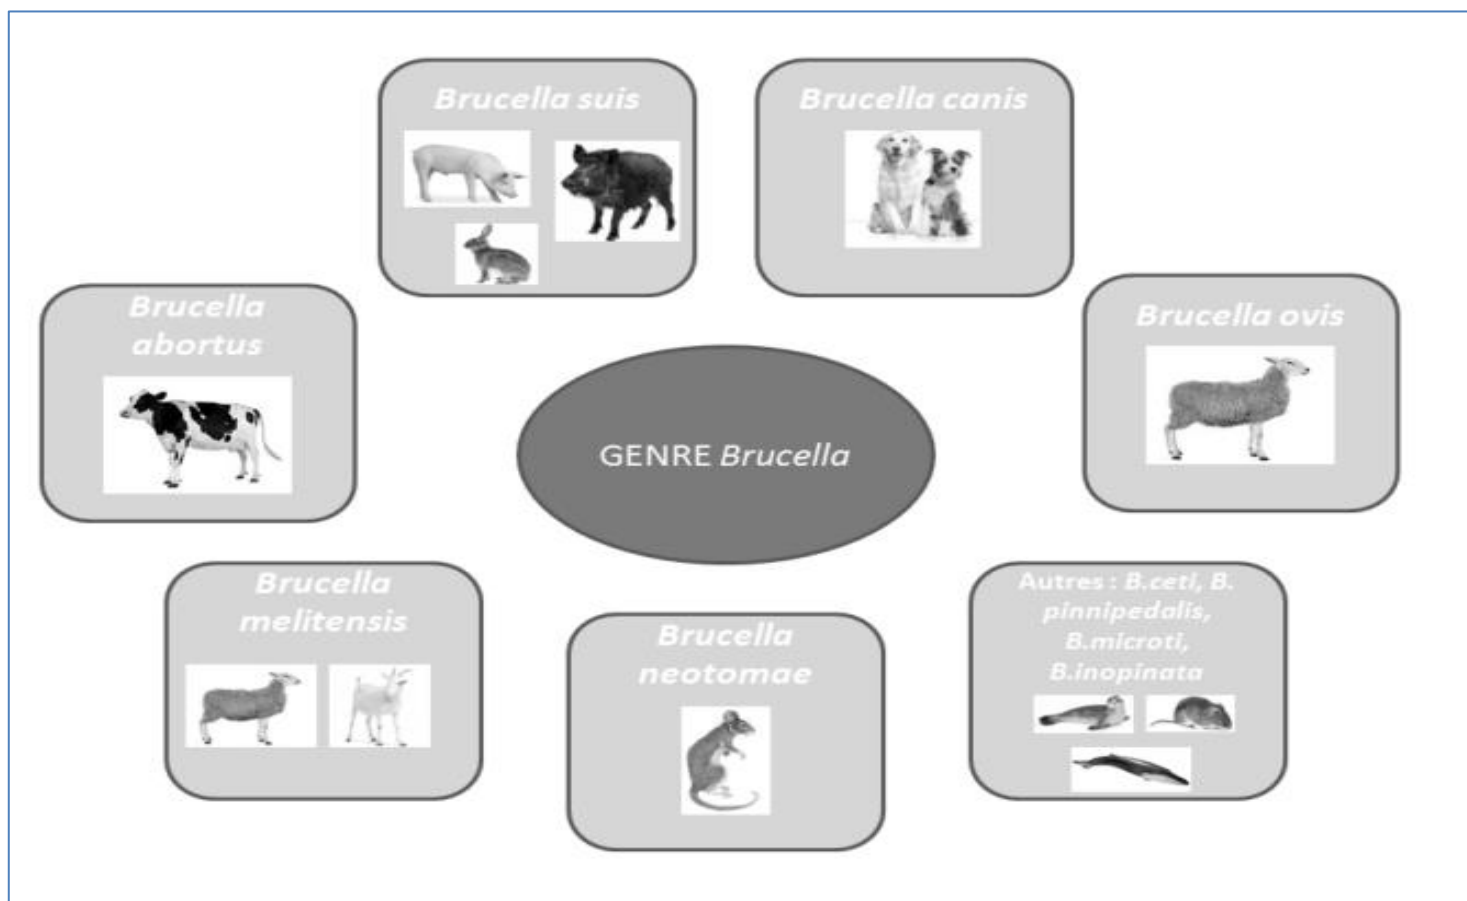 Brucella suis
Brucella canis
Brucella
abortus
Brucella ovis
GENRE Brucella
Brucella
melitensis
Brucella
neotomae
Autres : B.ceti, B.
pinnipedalis,
B.microti,
B.inopinata